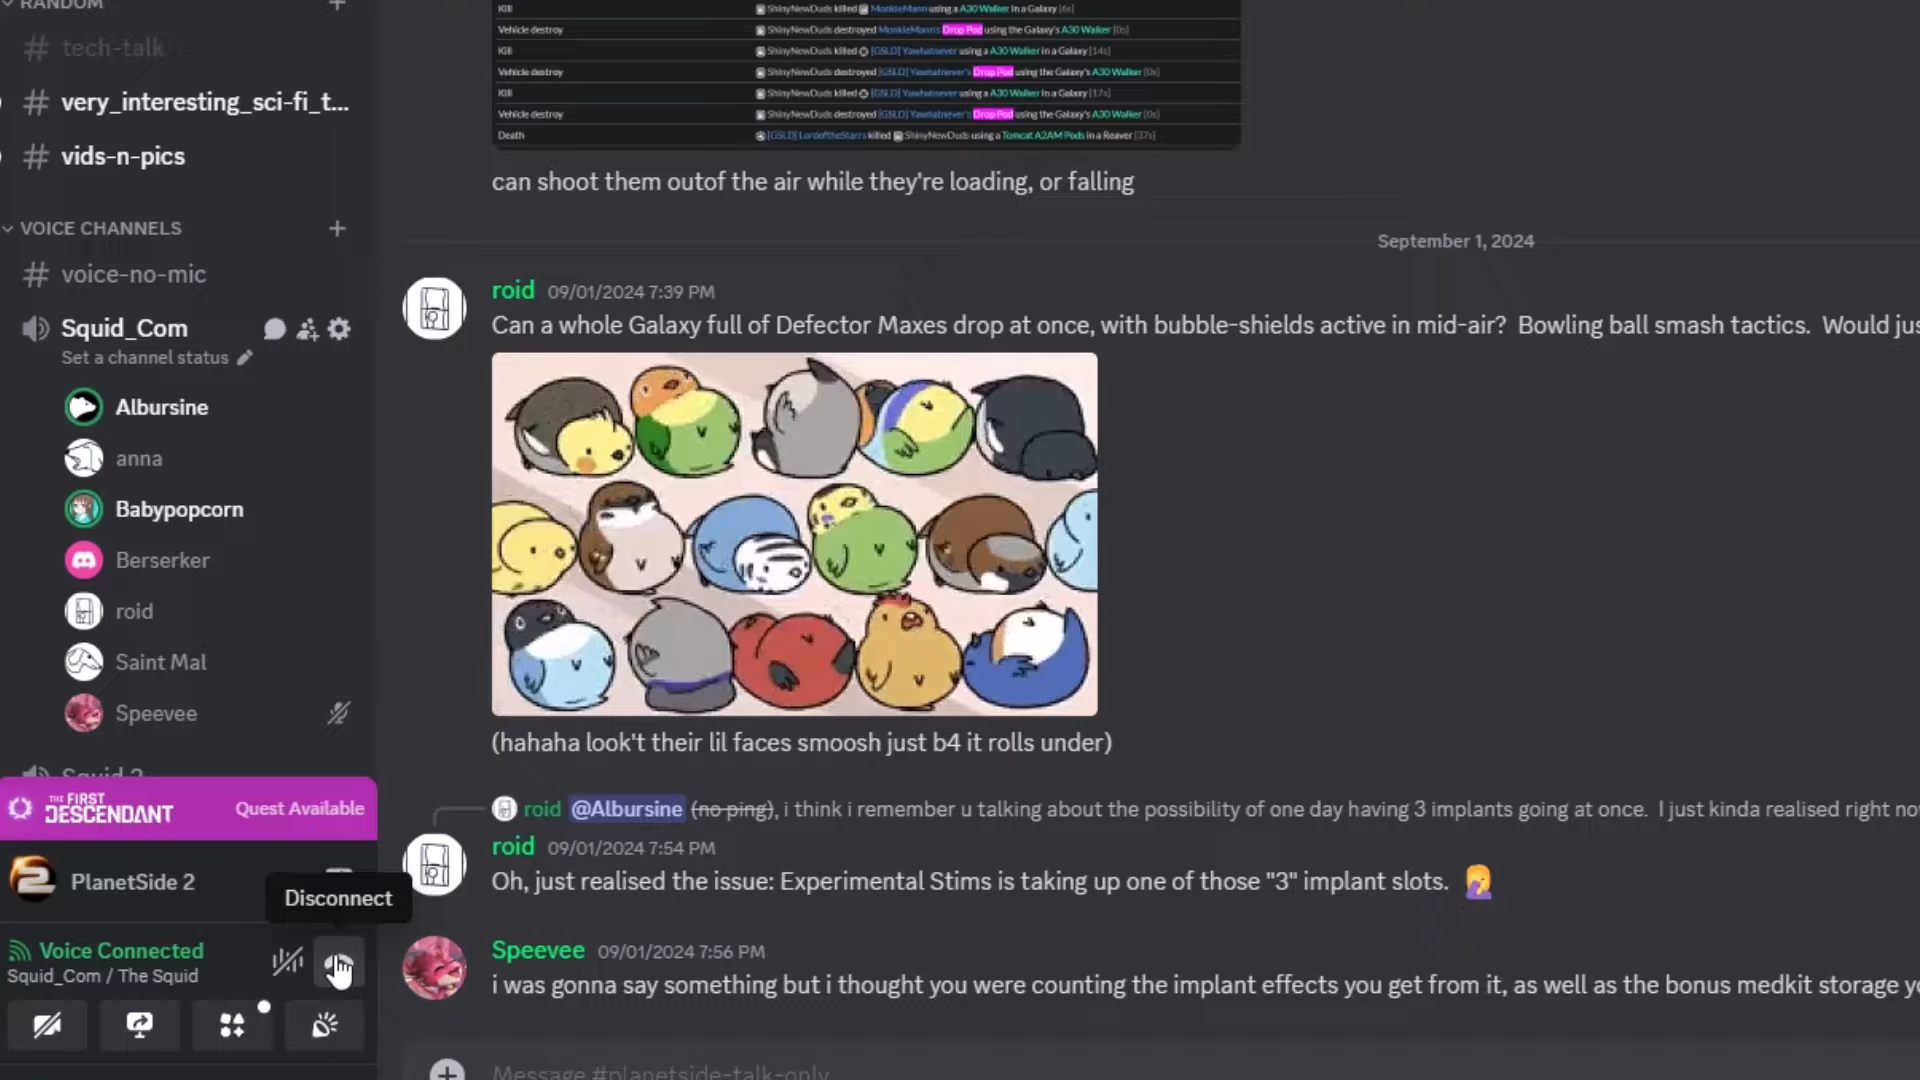 RANDOM
tech-talk
very_interesting_sci-fi_t...
vids-n-pics
VOICE CHANNELS
voice-no-mic
Squid_Com
Set a channel status
Albursine
anna
Babypopcorn
Berserker
roid
Saint Mal
Speevee
Squid 2
THE FIRST DESCENDANT
Quest Available
PlanetSide 2
Disconnect
Voice Connected
Squid_Com / The Squid
Kill ShinyNewDuds killed MonkieMann using a A30 Walker in a Galaxy [6s]
Vehicle destroy ShinyNewDuds destroyed MonkieMann's Drop Pod using the Galaxy's A30 Walker [0s]
Kill ShinyNewDuds killed [GSLD] Yawhatnever using a A30 Walker in a Galaxy [14s]
Vehicle destroy ShinyNewDuds destroyed [GSLD] Yawhatnever's Drop Pod using the Galaxy's A30 Walker [0s]
Kill ShinyNewDuds killed [GSLD] Yawhatnever using a A30 Walker in a Galaxy [17s]
Vehicle destroy ShinyNewDuds destroyed [GSLD] Yawhatnever's Drop Pod using the Galaxy's A30 Walker [0s]
Death [GSLD] LordoftheStarrs killed ShinyNewDuds using a Tomcat A2AM Pods in a Reaver [37s]
can shoot them outof the air while they're loading, or falling
September 1, 2024
roid 09/01/2024 7:39 PM
Can a whole Galaxy full of Defector Maxes drop at once, with bubble-shields active in mid-air? Bowling ball smash tactics. Would jus
(hahaha look't their lil faces smoosh just b4 it rolls under)
roid @Albursine (no ping), i think i remember u talking about the possibility of one day having 3 implants going at once. I just kinda realised right no
roid 09/01/2024 7:54 PM
Oh, just realised the issue: Experimental Stims is taking up one of those "3" implant slots.
Speevee 09/01/2024 7:56 PM
i was gonna say something but i thought you were counting the implant effects you get from it, as well as the bonus medkit storage yo
Message #planetside-talk-only